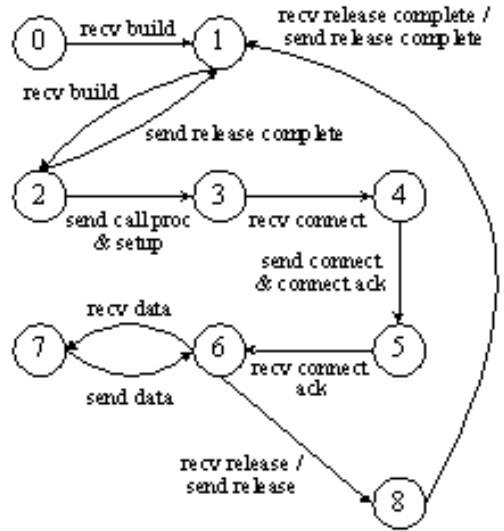 0
recv build
1
recv release complete /
send release complete
recv build
send release complete
2
3
4
send call proc
& setup
recv connect
send connect
& connect ack
recv data
7
6
5
recv connect
ack
send data
recv release /
send release
8